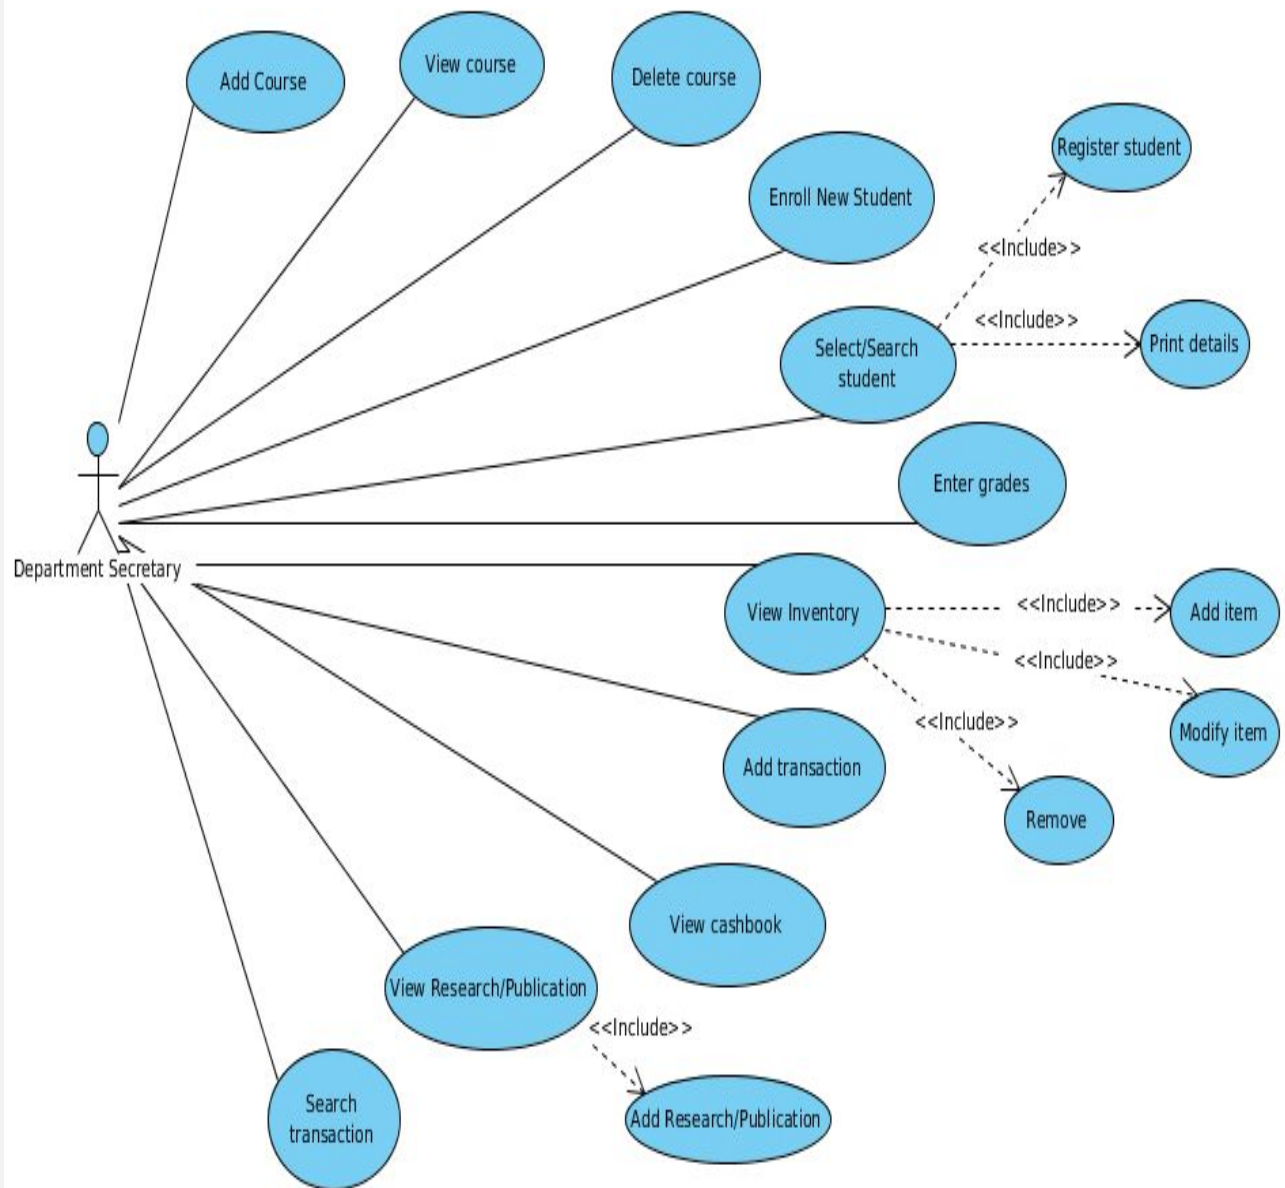 Add Course
View course
Delete course
Register student
Enroll New Student
<<Include>>
<<Include>>
Select/Search
student
Print details
Enter grades
Department Secretary
View Inventory
<<Include>>
Add item
<<Include>>
<<Include>>
Modify item
Add transaction
Remove
View cashbook
View Research/Publication
<<Include>>
Add Research/Publication
Search
transaction